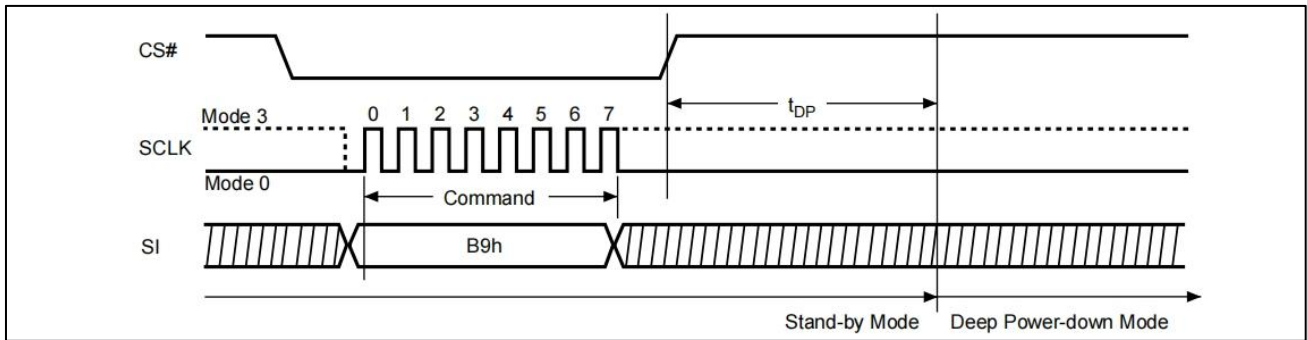 CS#
tDP
Mode 3
0 1 2 3 4 5 6 7
SCLK
Mode 0
Command
SI
B9h
Stand-by Mode Deep Power-down Mode